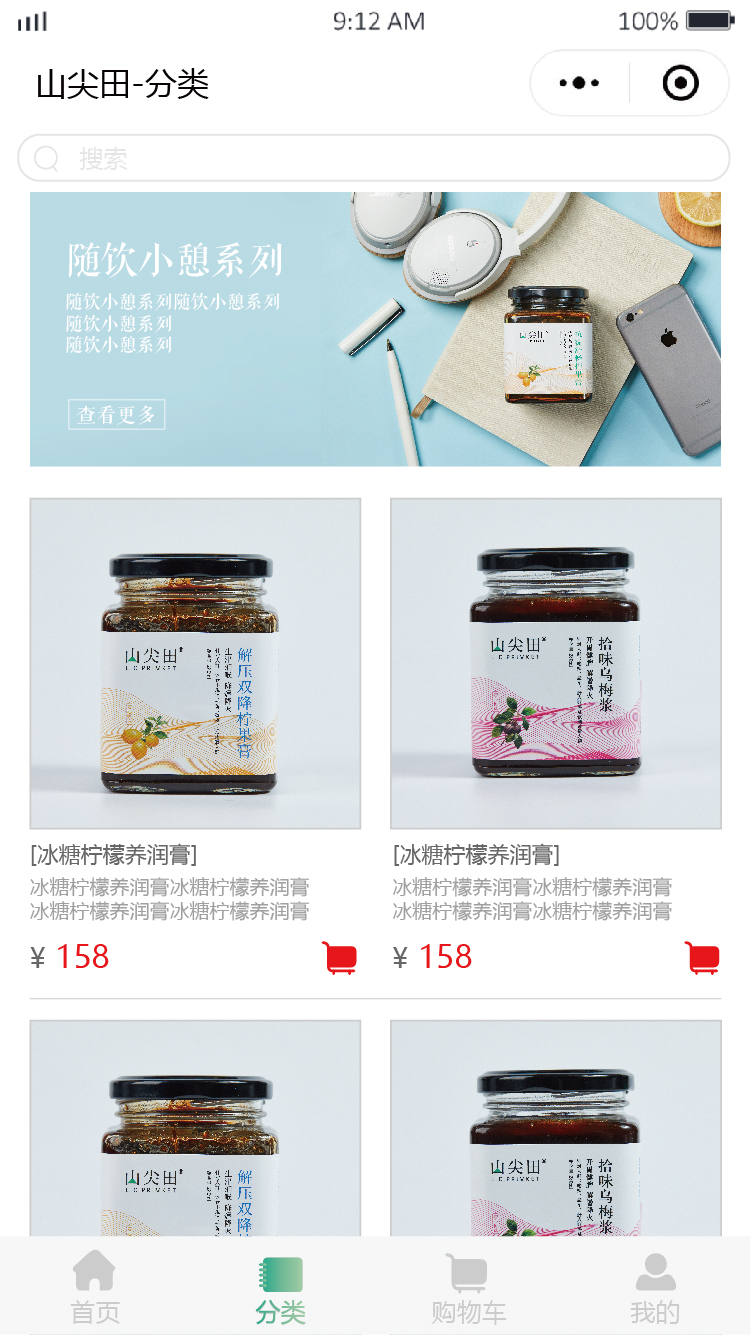 9:12 AM
100%
山尖田-分类
搜索
随饮小憩系列
随饮小憩系列随饮小憩系列
随饮小憩系列
随饮小憩系列
查看更多
山尖田
山尖田
解压双降柠果膏
山尖田
拾味乌梅浆
[冰糖柠檬养润膏]
冰糖柠檬养润膏冰糖柠檬养润膏
冰糖柠檬养润膏冰糖柠檬养润膏
¥ 158
[冰糖柠檬养润膏]
冰糖柠檬养润膏冰糖柠檬养润膏
冰糖柠檬养润膏冰糖柠檬养润膏
¥ 158
山尖田
解压双降
山尖田
拾味乌梅浆
首页
分类
购物车
我的